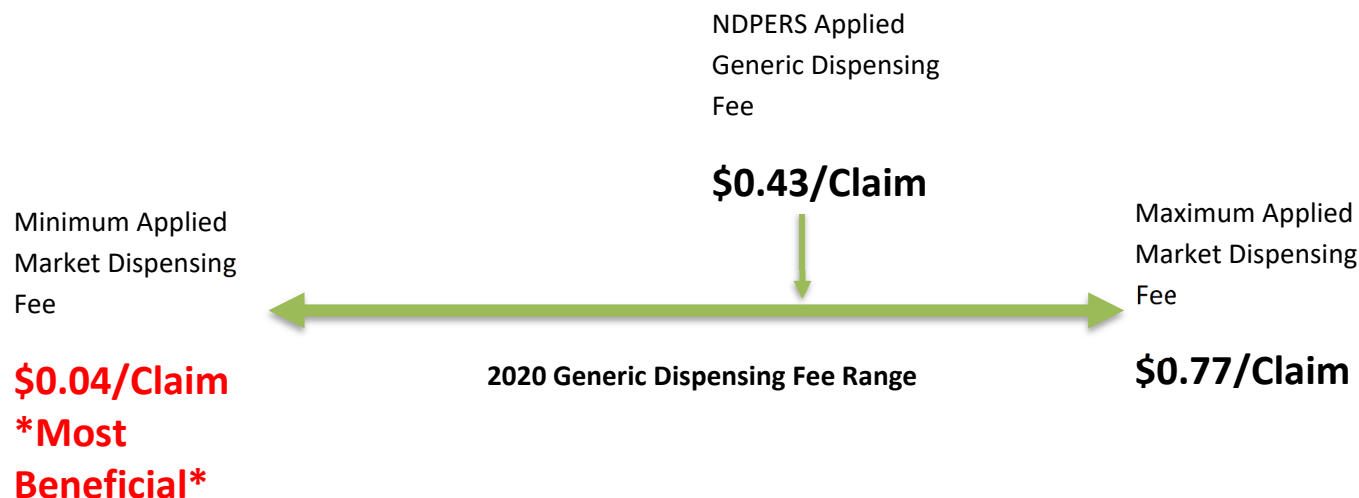 NDPERS Applied
Generic Dispensing
Fee
$0.43/Claim
Minimum Applied
Market Dispensing
Fee
$0.04/Claim
*Most
Beneficial*
2020 Generic Dispensing Fee Range
Maximum Applied
Market Dispensing
Fee
$0.77/Claim